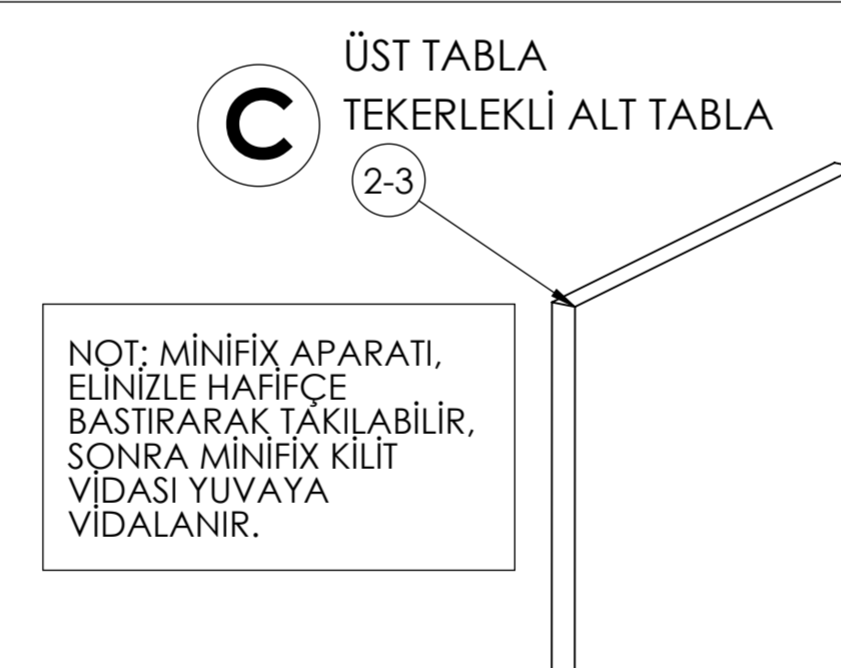 ÜST TABLA
C
TEKERLEKLİ ALT TABLA
2-3
NOT: MİNİFİX APARATI,
ELİNİZLE HAFİFÇE
BASTIRARAK TAKILABİLİR,
SONRA MİNİFİX KİLİT
VİDASI YUVAYA
VİDALANIR.